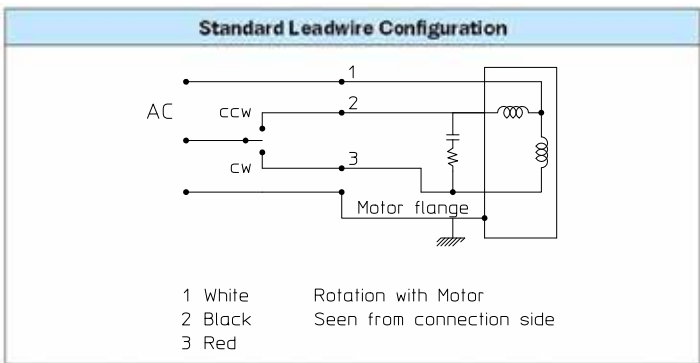 Standard Leadwire Configuration
1
AC
CCW
2
CW
3
Motor flange
1 White Rotation with Motor
2 Black Seen from connection side
3 Red